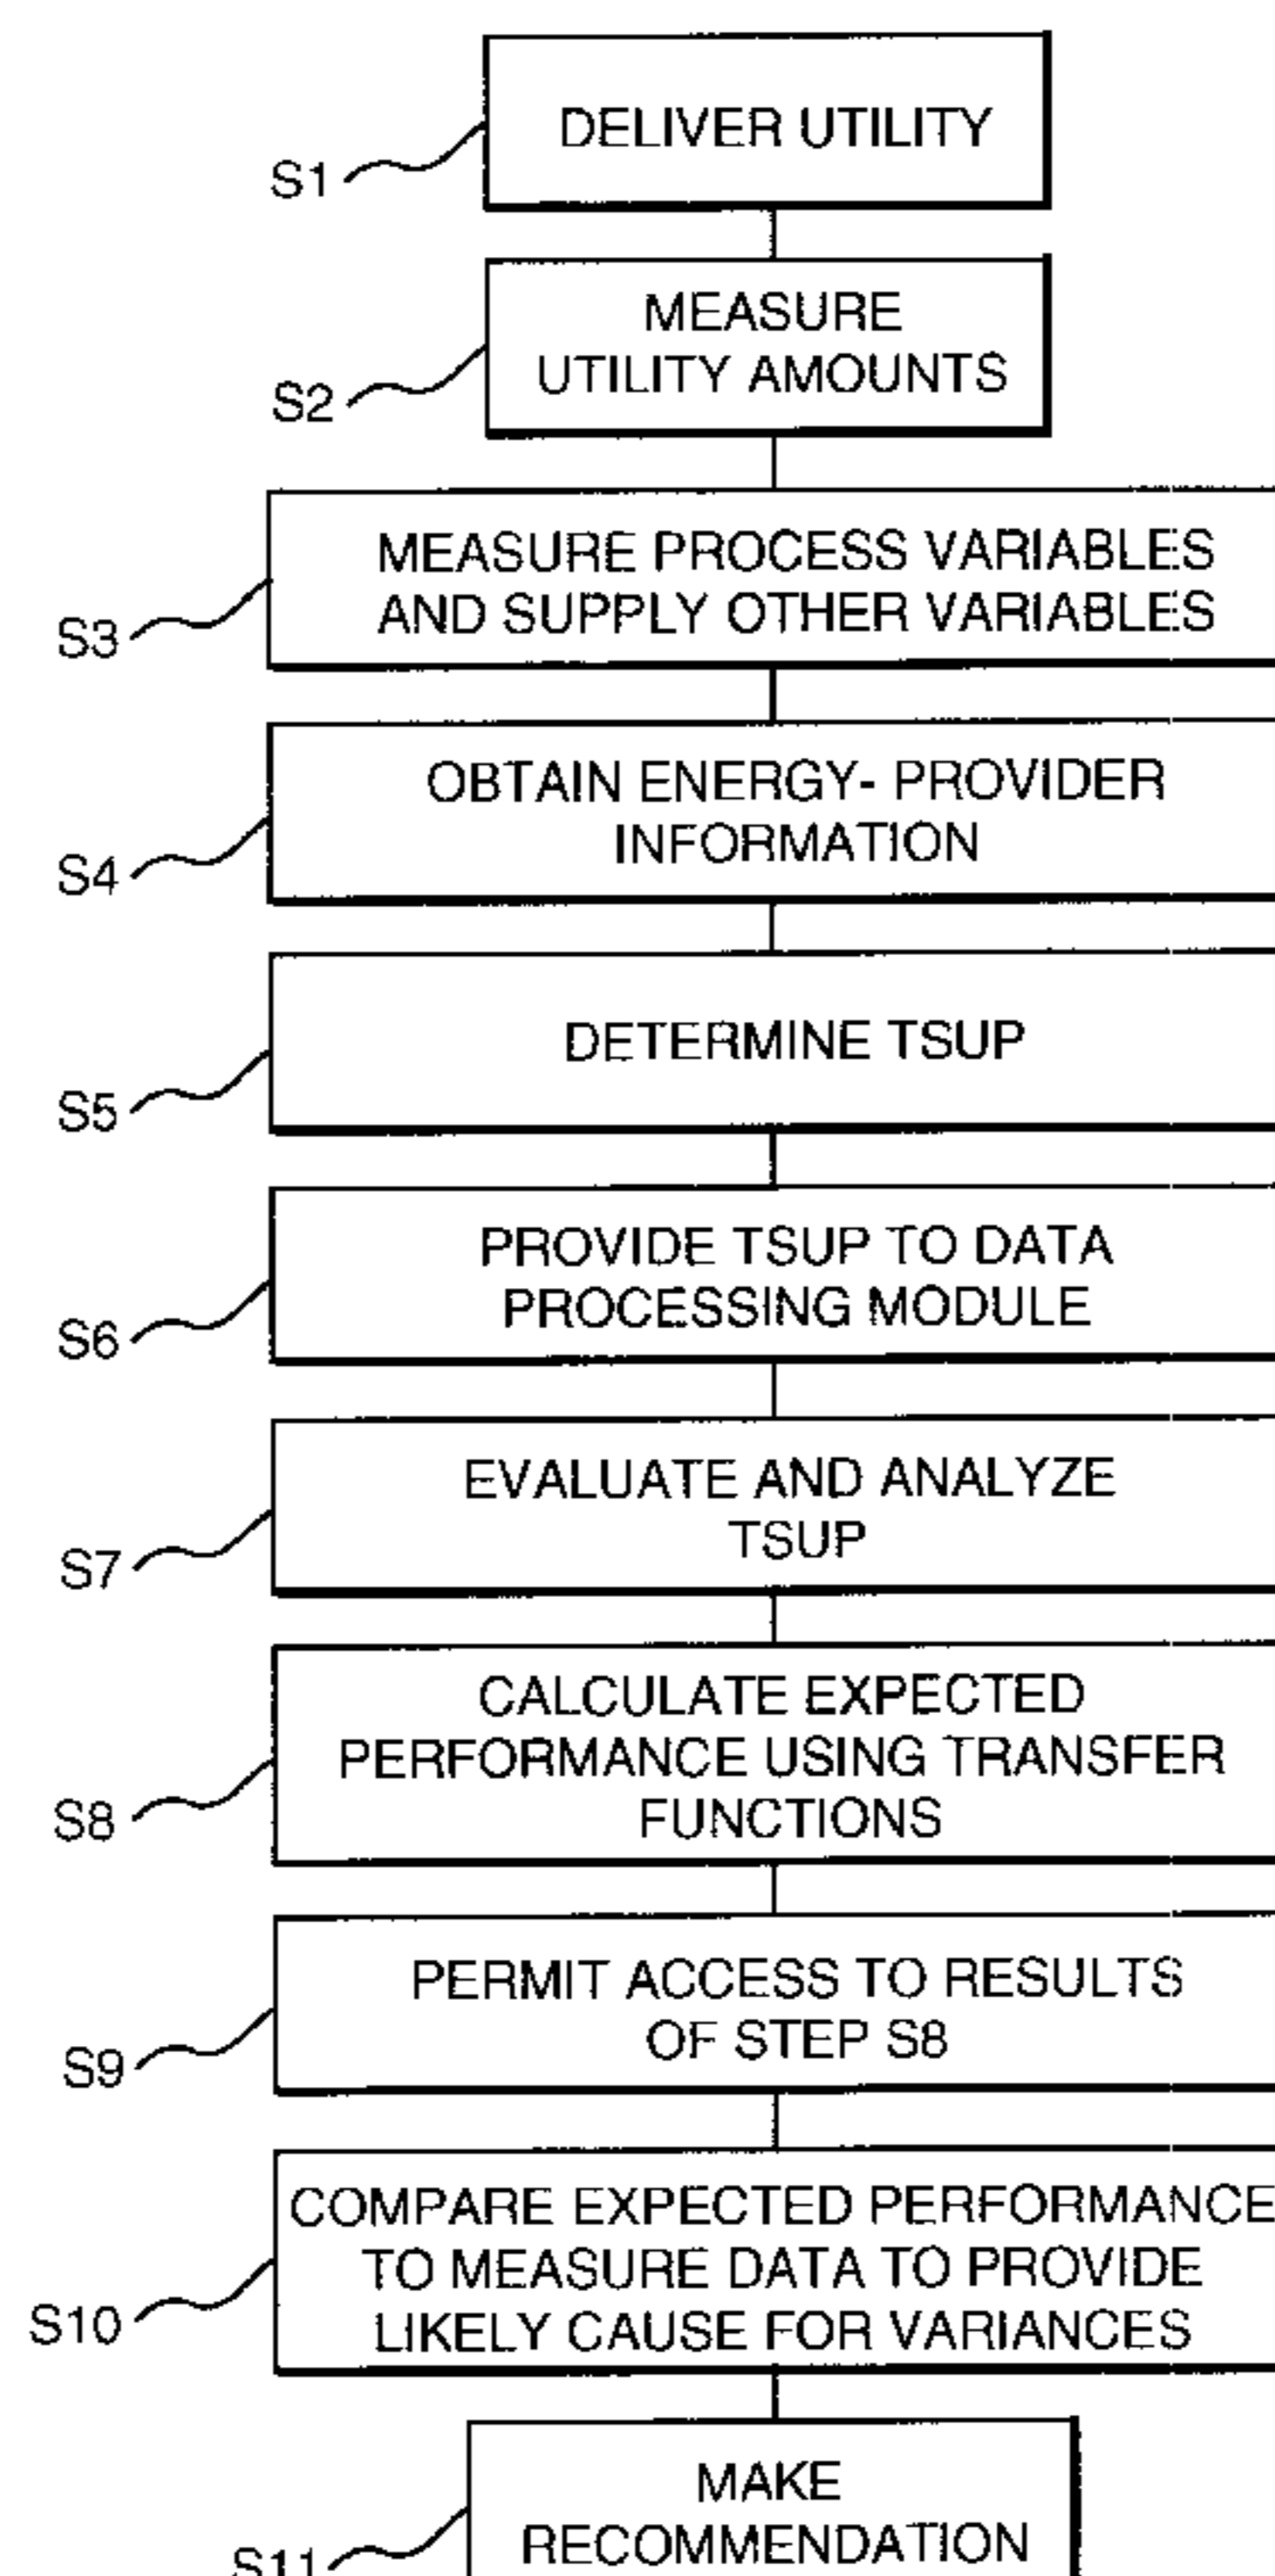 DELIVER UTILITY
S1
MEASURE
UTILITY AMOUNTS
S2
MEASURE PROCESS VARIABLES
AND SUPPLY OTHER VARIABLES
S3
OBTAIN ENERGY- PROVIDER
INFORMATION
S4
DETERMINE TSUP
S5
PROVIDE TSUP TO DATA
PROCESSING MODULE
S6
EVALUATE AND ANALYZE
TSUP
S7
CALCULATE EXPECTED
PERFORMANCE USING TRANSFER
FUNCTIONS
S8
PERMIT ACCESS TO RESULTS
OF STEP S8
S9
COMPARE EXPECTED PERFORMANCE
TO MEASURE DATA TO PROVIDE
LIKELY CAUSE FOR VARIANCES
S10
MAKE
RECOMMENDATION
S11